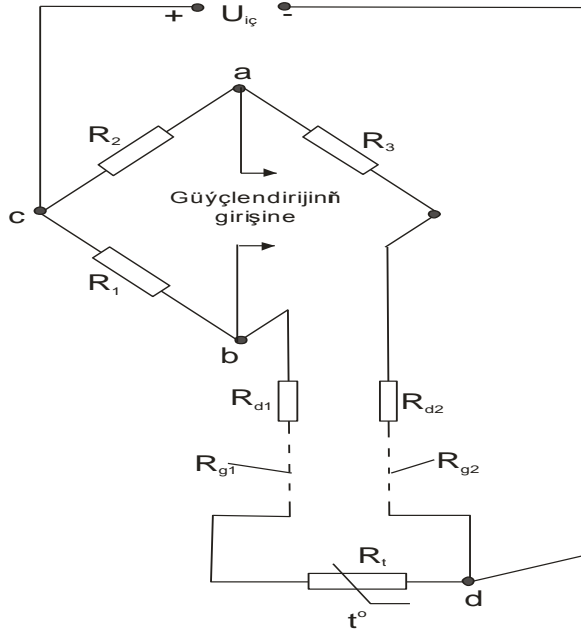 + Uiç -
a
R2
R3
Güýçlendirijinň
girişine
c
R1
b
Rd1
Rd2
Rg1
Rg2
Rt
d
t°